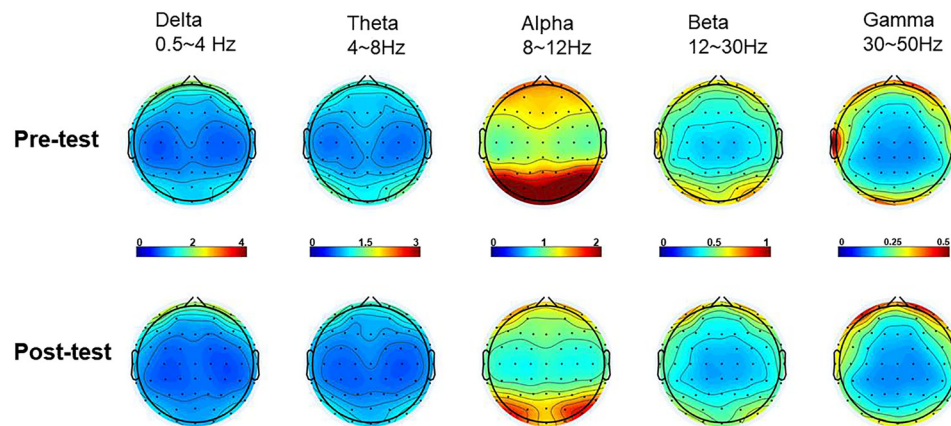 Delta
0.5~4 Hz
Theta
4~8Hz
Alpha
8~12Hz
Beta
12~30Hz
Gamma
30~50Hz
Pre-test
0 2 4
0 1.5 3
0 1 2
0 0.5 1
0 0.25 0.5
Post-test